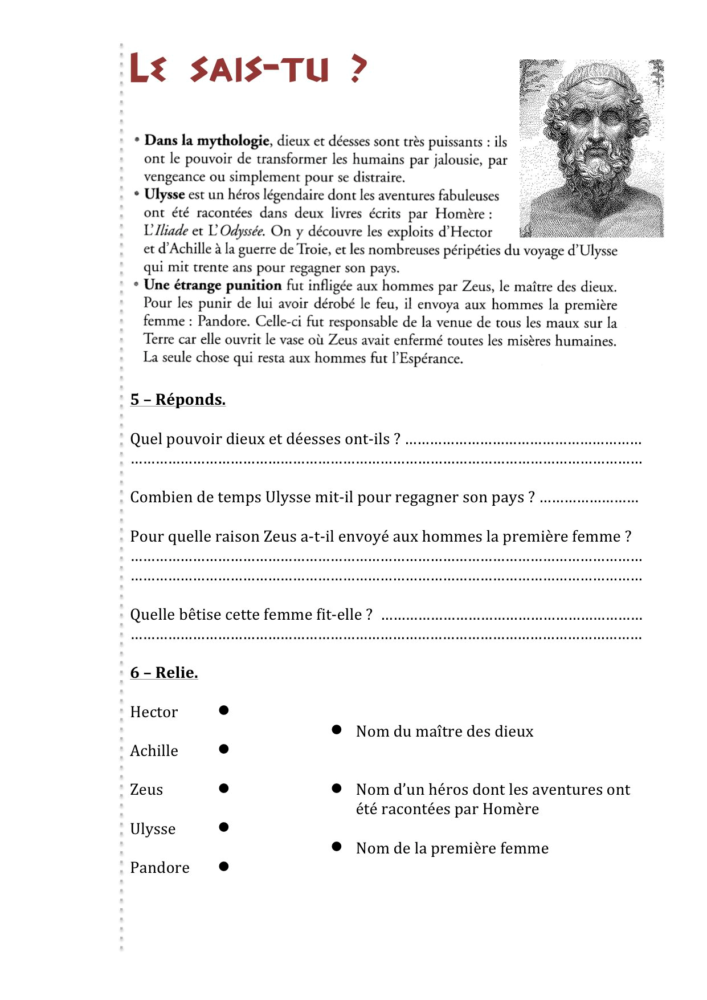 Le sais-tu ?
• Dans la mythologie, dieux et déesses sont très puissants : ils
ont le pouvoir de transformer les humains par jalousie, par
vengeance ou simplement pour se distraire.
• Ulysse est un héros légendaire dont les aventures fabuleuses
ont été racontées dans deux livres écrits par Homère :
L'Iliade et L'Odyssée. On y découvre les exploits d'Hector
et d'Achille à la guerre de Troie, et les nombreuses péripéties du voyage d'Ulysse
qui mit trente ans pour regagner son pays.
• Une étrange punition fut infligée aux hommes par Zeus, le maître des dieux.
Pour les punir de lui avoir dérobé le feu, il envoya aux hommes la première
femme : Pandore. Celle-ci fut responsable de la venue de tous les maux sur la
Terre car elle ouvrit le vase où Zeus avait enfermé toutes les misères humaines.
La seule chose qui resta aux hommes fut l'Espérance.
5 – Réponds.
Quel pouvoir dieux et déesses ont-ils ? …………………………………………………
……………………………………………………………………………………………………………
Combien de temps Ulysse mit-il pour regagner son pays ? ……………………
Pour quelle raison Zeus a-t-il envoyé aux hommes la première femme ?
……………………………………………………………………………………………………………
……………………………………………………………………………………………………………
Quelle bêtise cette femme fit-elle ? ………………………………………………………
……………………………………………………………………………………………………………
6 – Relie.
Hector ●
● Nom du maître des dieux
Achille ●
Zeus ● ● Nom d'un héros dont les aventures ont
été racontées par Homère
Ulysse ●
● Nom de la première femme
Pandore ●